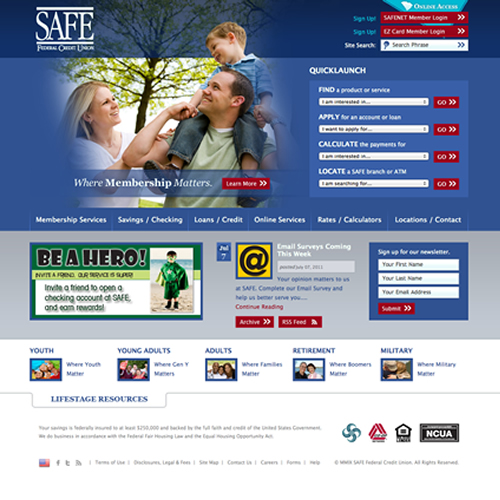 SAFE
FEDERAL CREDIT UNION
ONLINE ACCESS
Sign Up! SAFENET Member Login
Sign Up! EZ Card Member Login
Site Search: Search Phrase
QUICKLAUNCH
FIND a product or service
I am interested in... GO
APPLY for an account or loan
I want to apply for... GO
CALCULATE the payments for
I am interested in... GO
LOCATE a SAFE branch or ATM
I am searching for... GO
Where Membership Matters. Learn More
Membership Services Savings / Checking Loans / Credit Online Services Rates / Calculators Locations / Contact
BE A HERO!
INVITE A FRIEND. OUR SERVICE IS SUPER!
Invite a friend to open a
checking account at SAFE,
and earn rewards!
Jul
7
@
Email Surveys Coming
This Week
posted July 07, 2011
Your opinion matters to us
at SAFE. Complete our Email Survey and
help us better serve you....
Continue Reading
Archive RSS Feed
Sign up for our newsletter.
Your First Name
Your Last Name
Your Email Address
Submit
YOUTH
Where Youth
Matter
YOUNG ADULTS
Where Gen Y
Matters
ADULTS
Where Families
Matter
RETIREMENT
Where Boomers
Matter
MILITARY
Where Military
Matter
LIFESTAGE RESOURCES
Your savings is federally insured to at least $250,000 and backed by the full faith and credit of the United States Government.
We do business in accordance with the Federal Fair Housing Law and the Equal Housing Opportunity Act.
NCUA
| Terms of Use | Disclosures, Legal & Fees | Site Map | Contact Us | Careers | Forms | Help
© MMXI SAFE Federal Credit Union. All Rights Reserved.